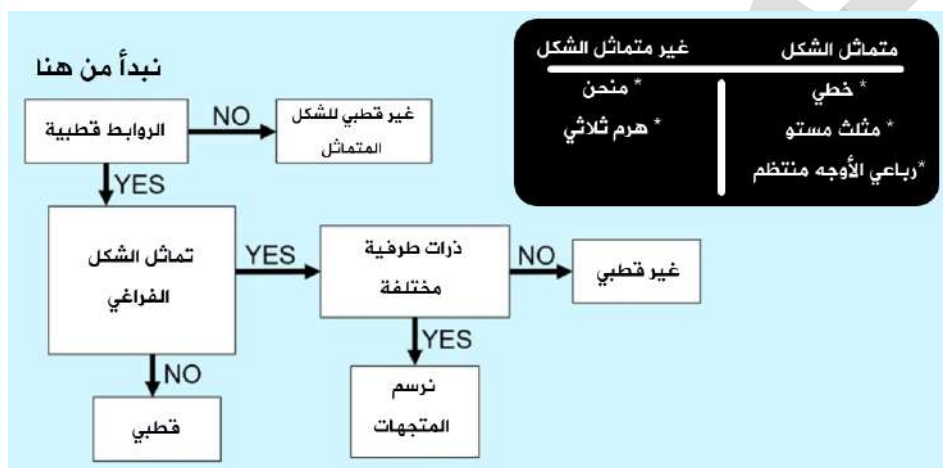 متماثل الشكل
غير متماثل الشكل
* خطي
* مثلث مستو
*رباعي الأوجه منتظم
* منحن
* هرم ثلاثي
نبدأ من هنا
الروابط قطبية
NO
غير قطبي للشكل
المتماثل
YES
تماثل الشكل
الفراغي
YES
ذرات طرفية
مختلفة
NO
غير قطبي
YES
نرسم
المتجهات
NO
قطبي